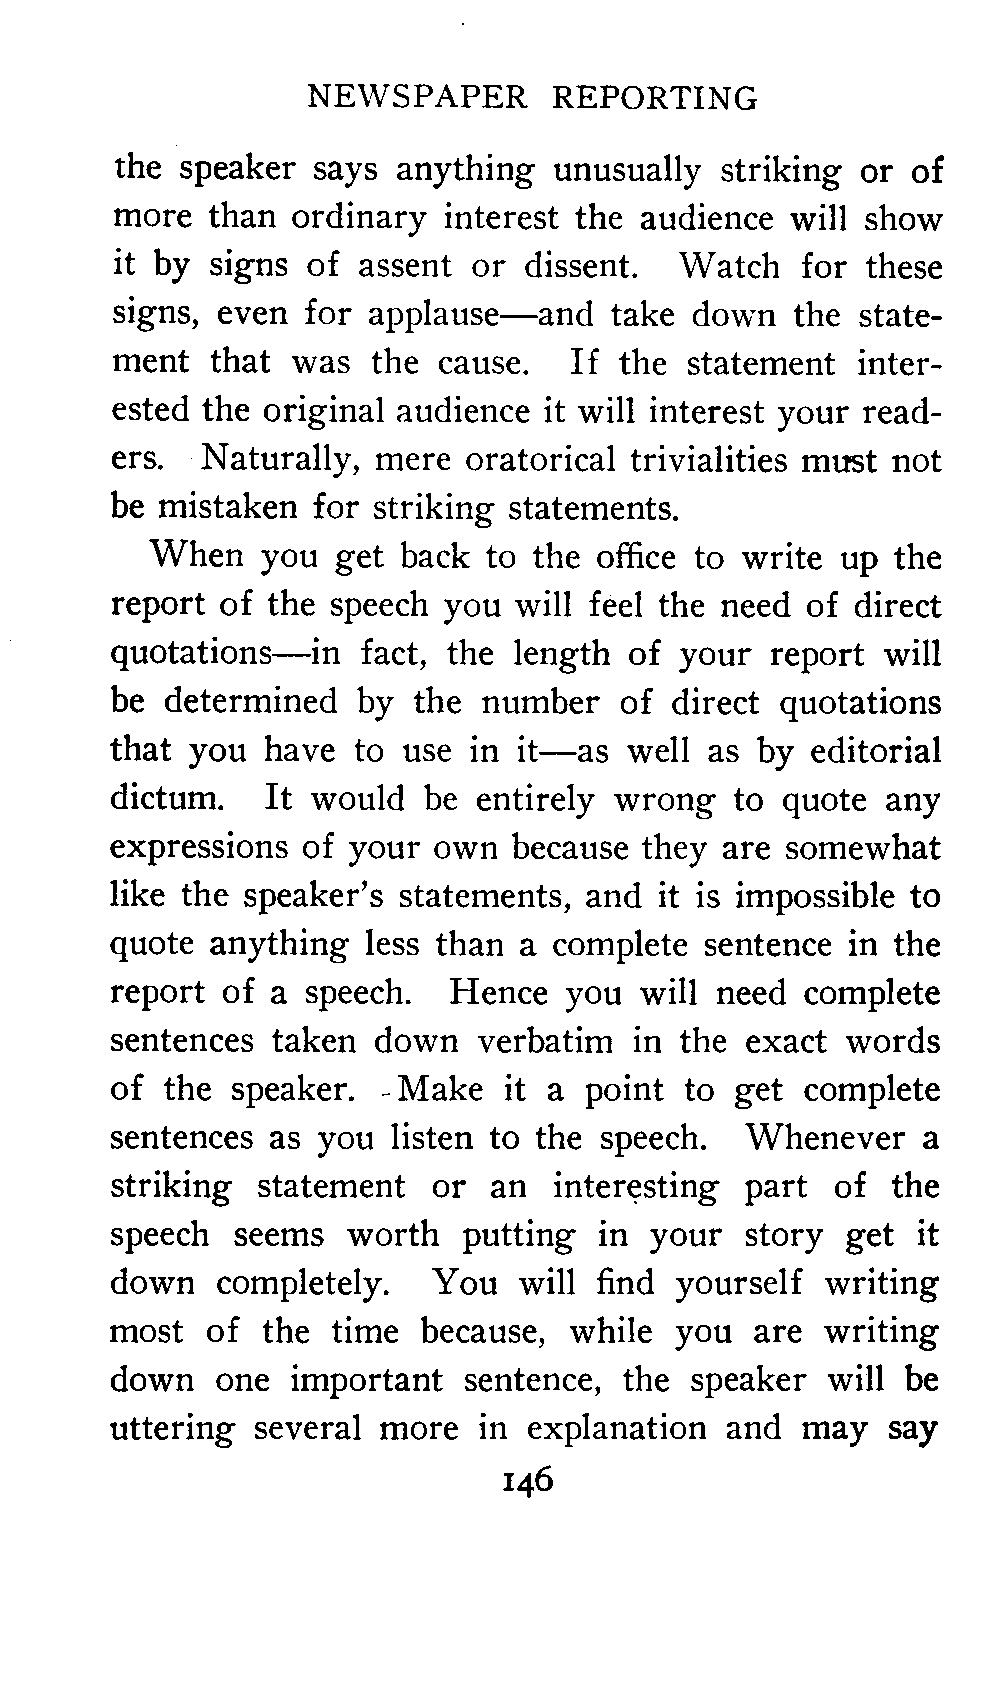 NEWSPAPER REPORTING
the speaker says anything unusually striking or of
more than ordinary interest the audience will show
it by signs of assent or dissent. Watch for these
signs, even for applause—and take down the state-
ment that was the cause. If the statement inter-
ested the original audience it will interest your read-
ers. Naturally, mere oratorical trivialities must not
be mistaken for striking statements.
When you get back to the office to write up the
report of the speech you will feel the need of direct
quotations—in fact, the length of your report will
be determined by the number of direct quotations
that you have to use in it—as well as by editorial
dictum. It would be entirely wrong to quote any
expressions of your own because they are somewhat
like the speaker's statements, and it is impossible to
quote anything less than a complete sentence in the
report of a speech. Hence you will need complete
sentences taken down verbatim in the exact words
of the speaker. Make it a point to get complete
sentences as you listen to the speech. Whenever a
striking statement or an interesting part of the
speech seems worth putting in your story get it
down completely. You will find yourself writing
most of the time because, while you are writing
down one important sentence, the speaker will be
uttering several more in explanation and may say
146